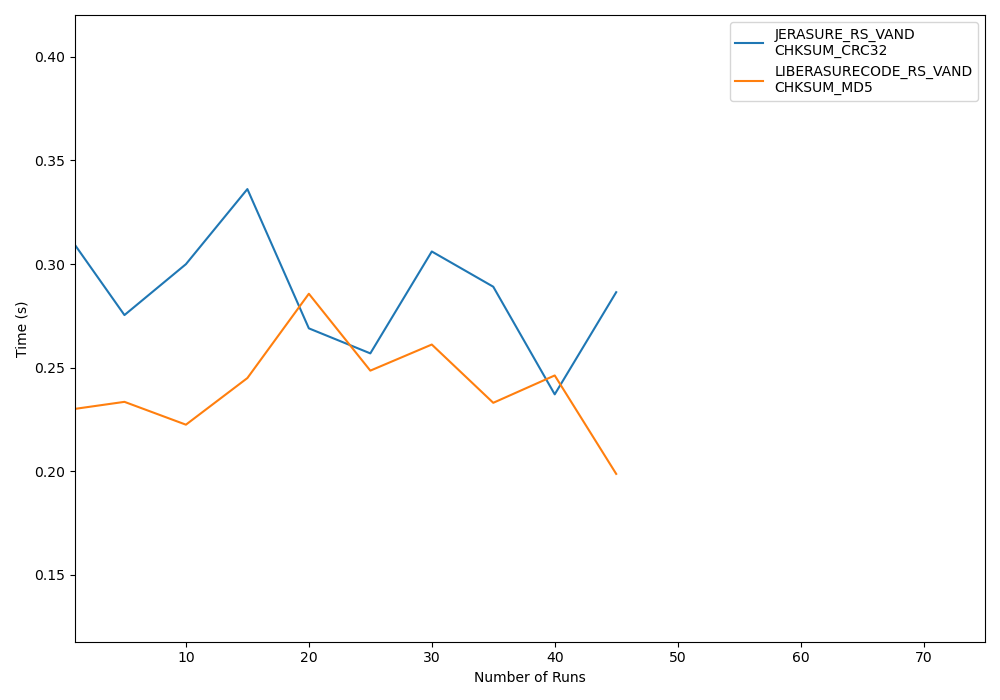 JERASURE_RS_VAND
CHKSUM_CRC32
LIBERASURECODE_RS_VAND
CHKSUM_MD5
0.40
0.35
0.30
0.25
0.20
0.15
Time (s)
10 20 30 40 50 60 70
Number of Runs